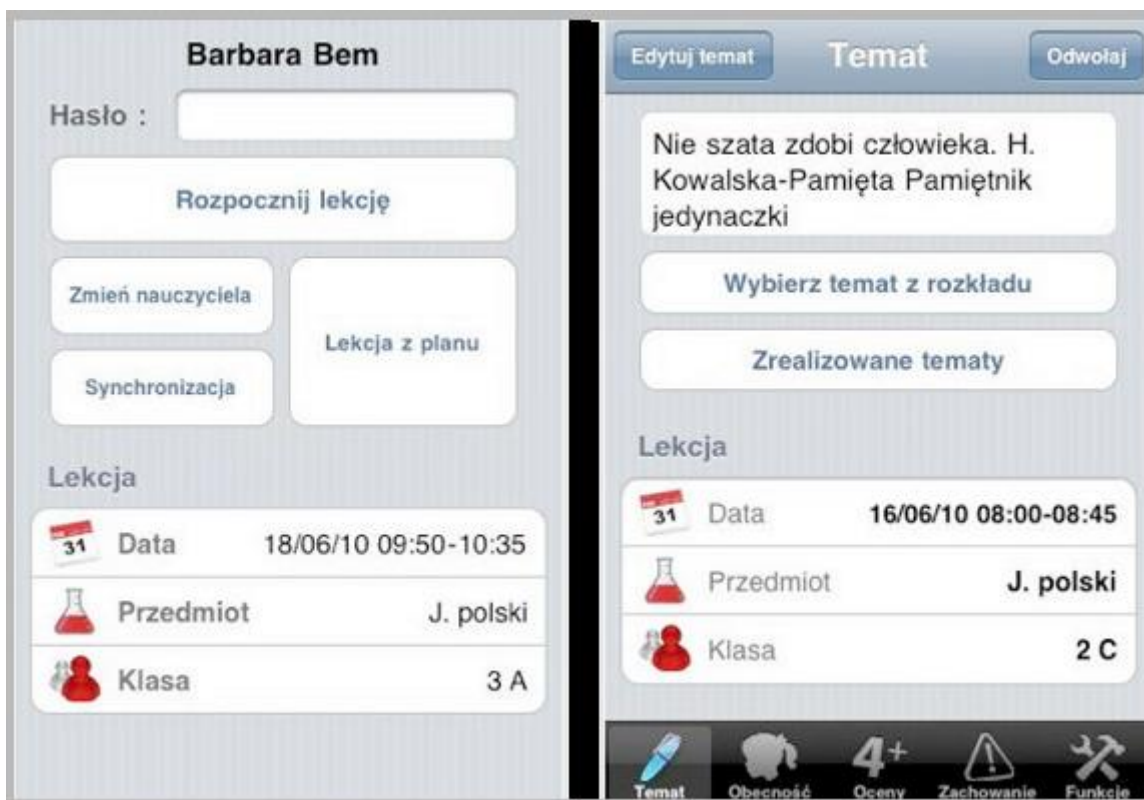 Barbara Bem
Hasło :
Rozpocznij lekcję
Zmień nauczyciela
Lekcja z planu
Synchronizacja
Lekcja
31 Data 18/06/10 09:50-10:35
Przedmiot J. polski
Klasa 3 A
Edytuj temat Temat Odwołaj
Nie szata zdobi człowieka. H.
Kowalska-Pamięta Pamiętnik
jedynaczki
Wybierz temat z rozkładu
Zrealizowane tematy
Lekcja
31 Data 16/06/10 08:00-08:45
Przedmiot J. polski
Klasa 2 C
4+
Temat Obecność Oceny Zachowanie Funkcje